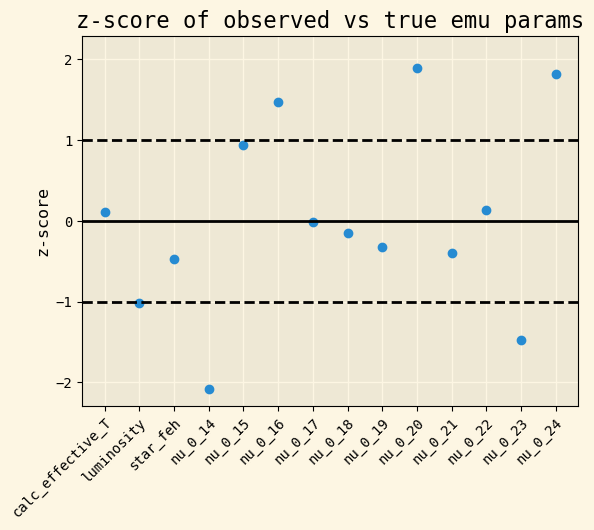 z-score of observed vs true emu params
z-score
2
1
0
−1
−2
calc_effective_T
luminosity
star_feh
nu_0_14
nu_0_15
nu_0_16
nu_0_17
nu_0_18
nu_0_19
nu_0_20
nu_0_21
nu_0_22
nu_0_23
nu_0_24